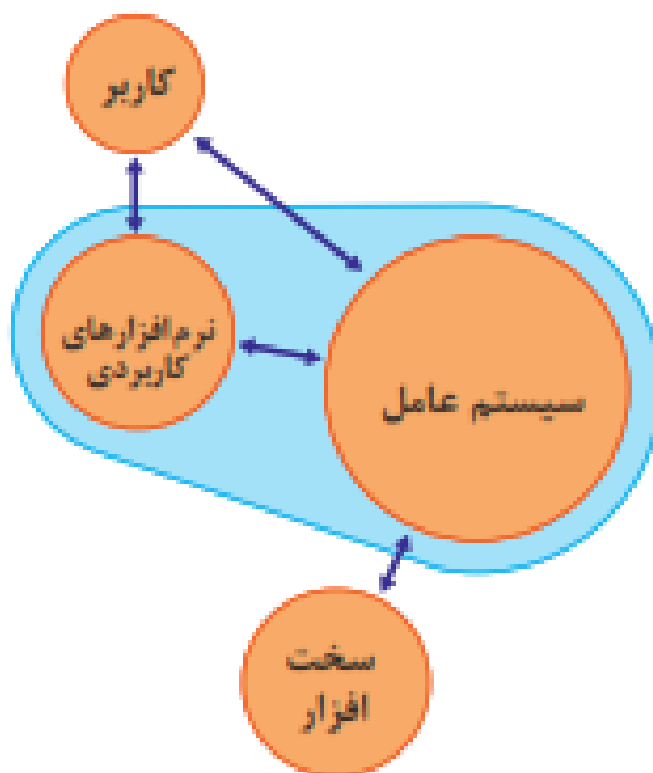 کاربر
نرم‌افزارهای
کاربردی
سیستم عامل
سخت
افزار